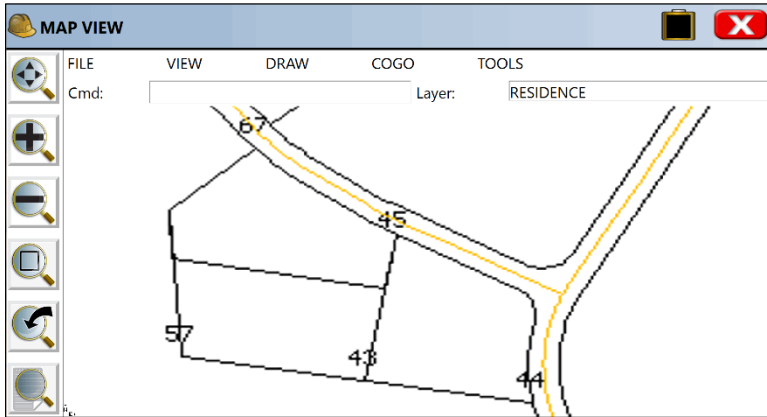 MAP VIEW
X
FILE VIEW DRAW COGO TOOLS
Cmd: Layer: RESIDENCE
67
45
57
43
44